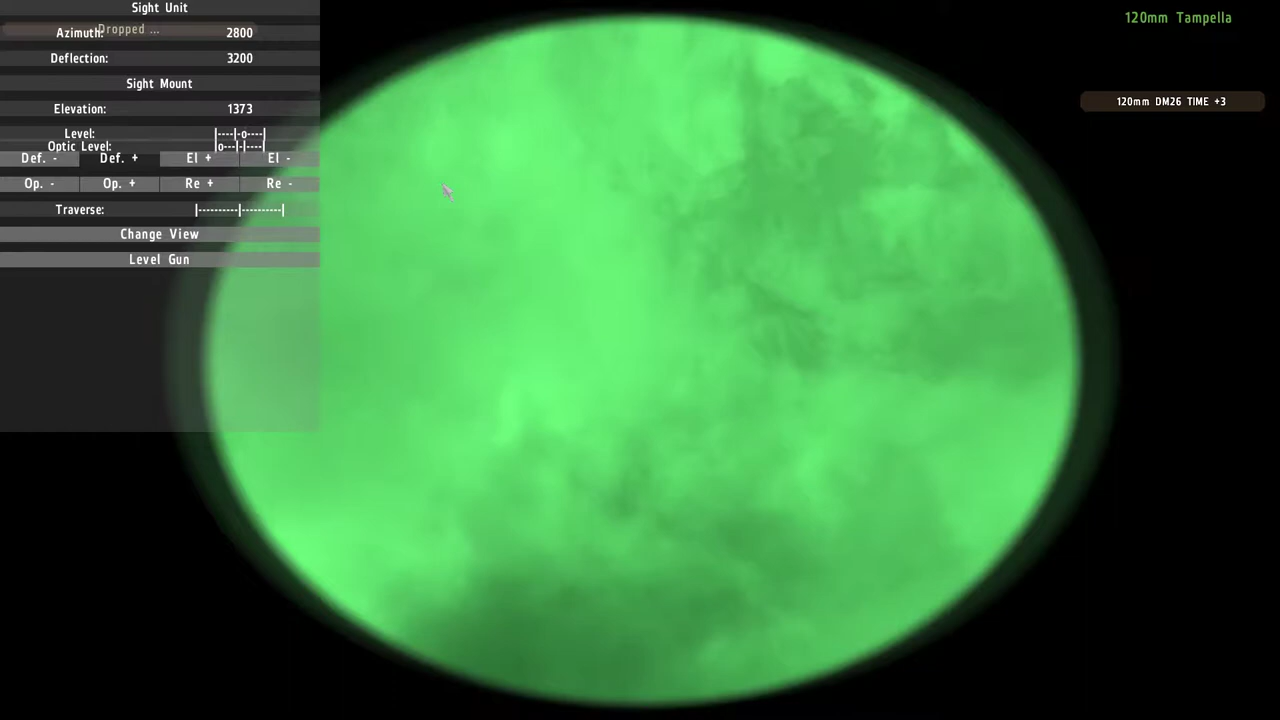 Sight Unit
Dropped ...
Azimuth: 2800
Deflection: 3200
Sight Mount
Elevation: 1373
Level: |----|-o----|
Optic Level: |o---|-|----|
Def. - Def. + El + El -
Op. - Op. + Re + Re -
Traverse: |----------|----------|
Change View
Level Gun
120mm Tampella
120mm DM26 TIME +3